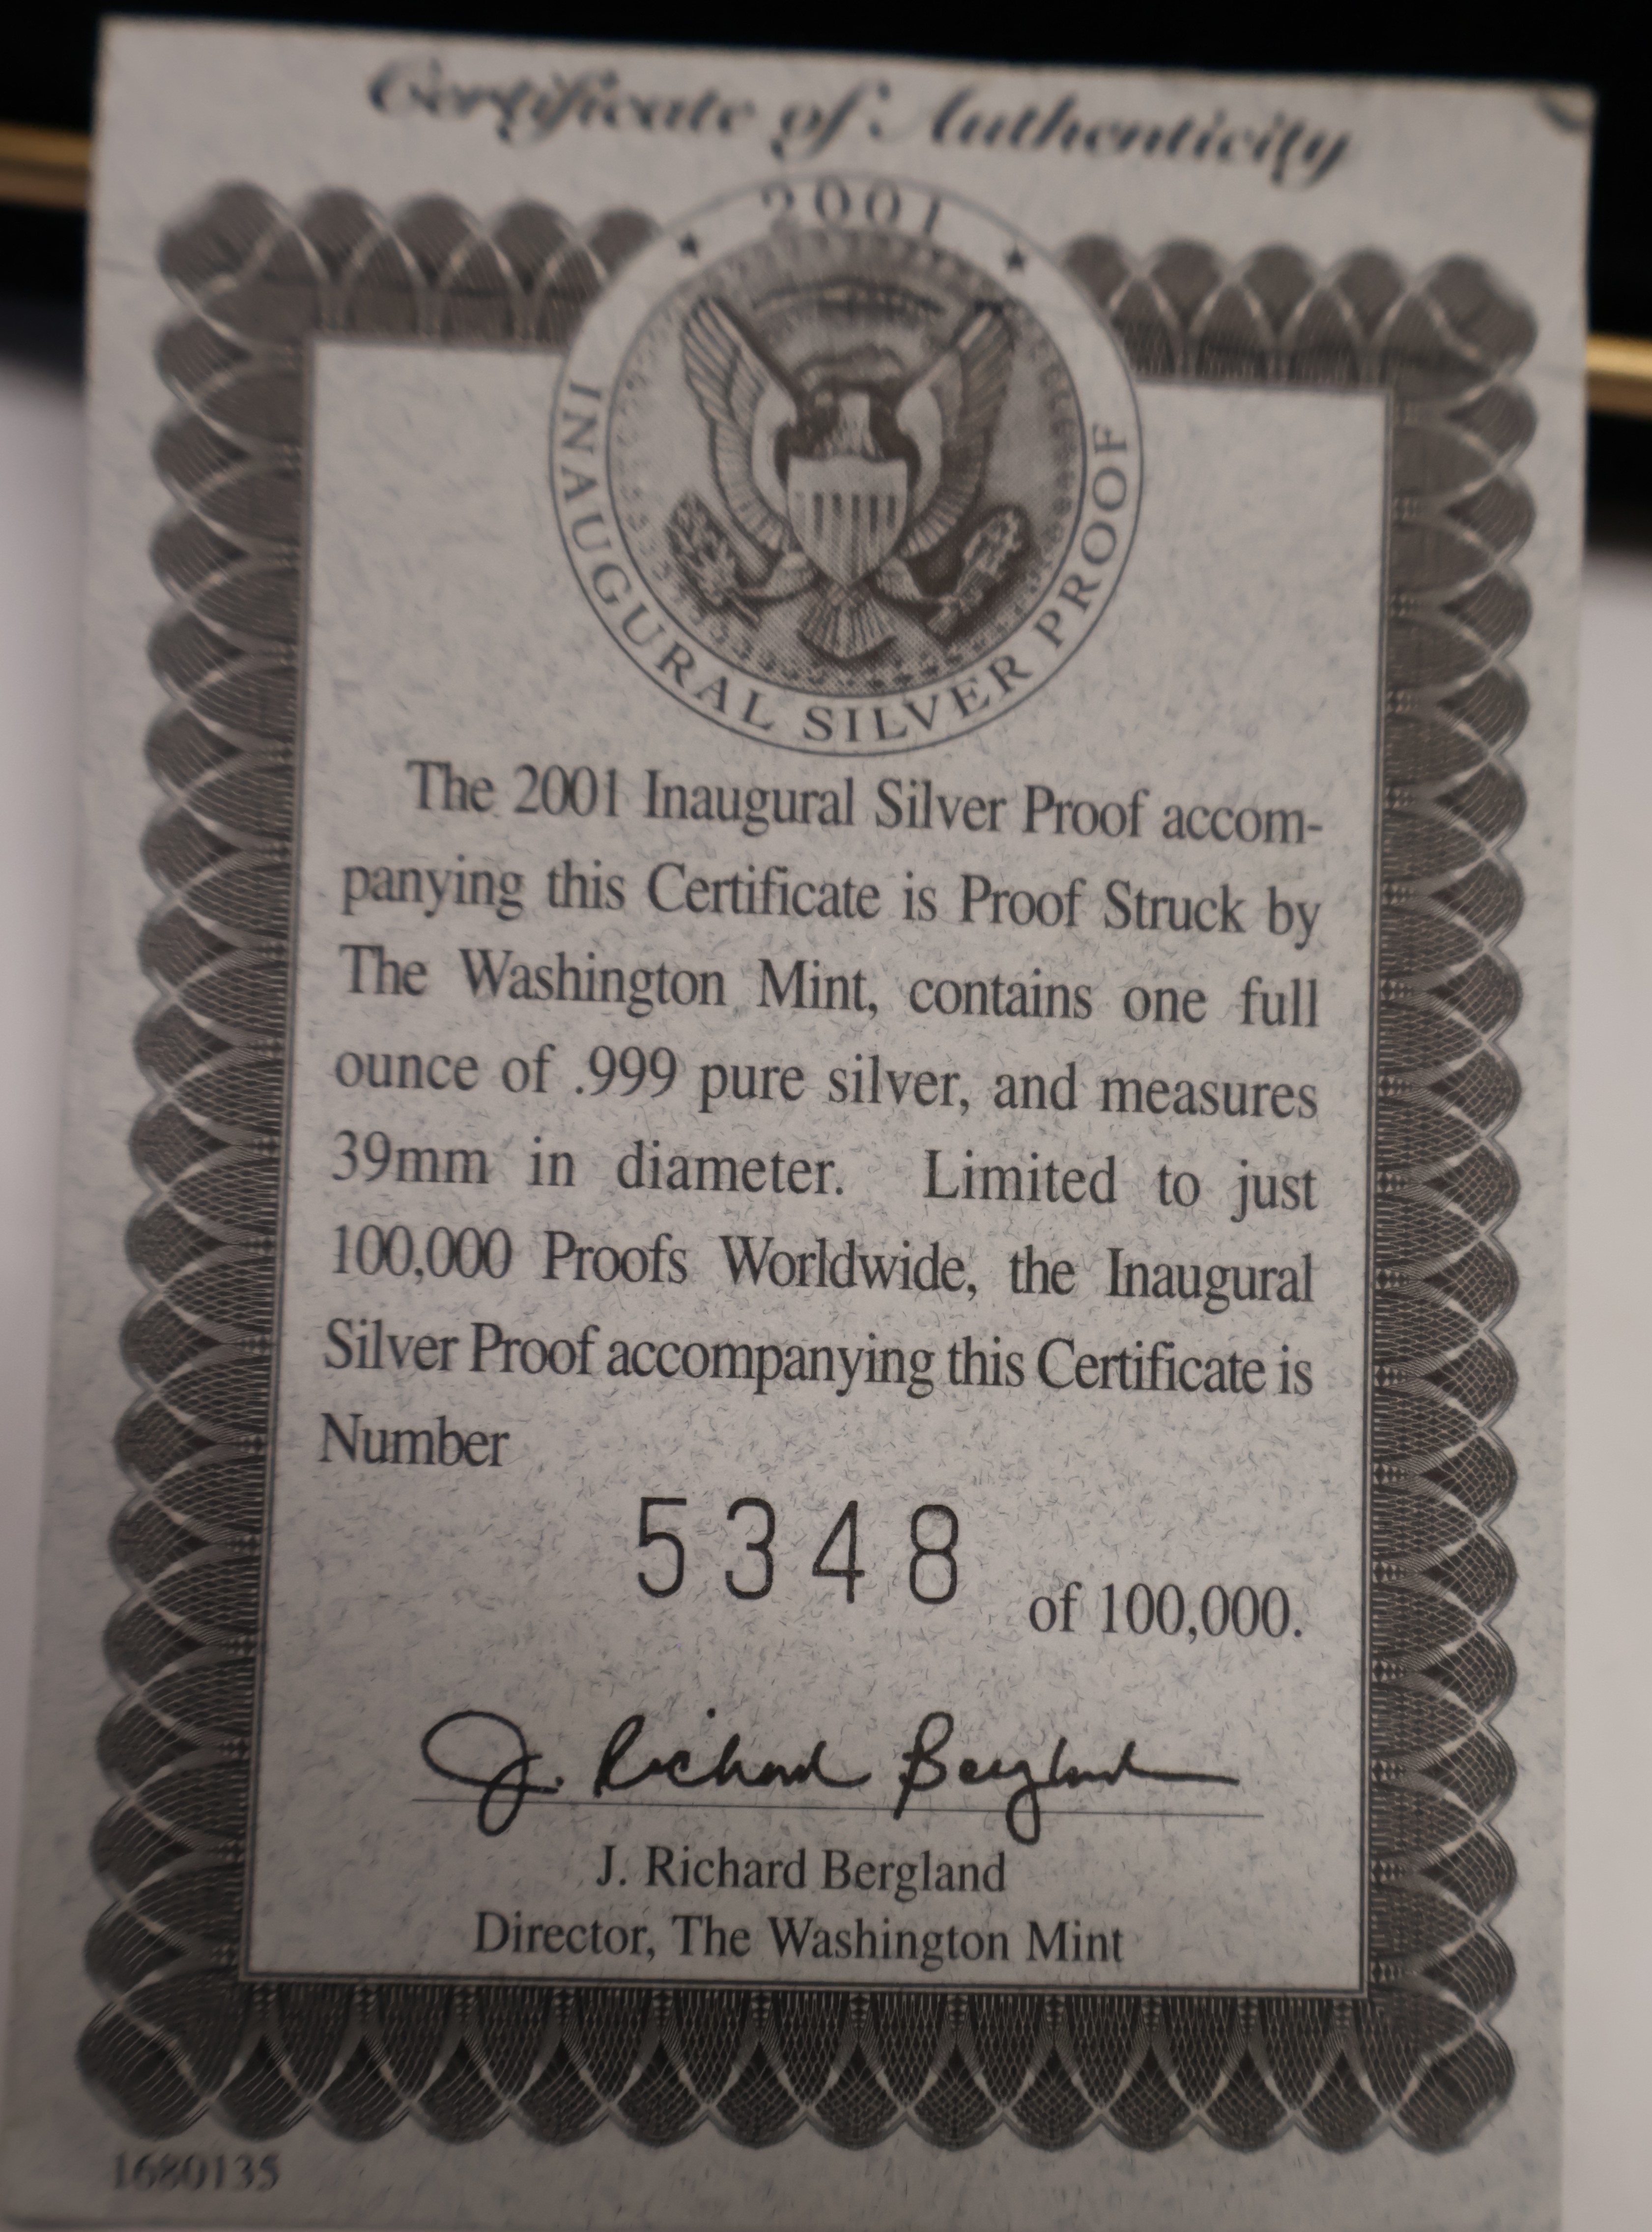 Certificate of Authenticity
2001
INAUGURAL SILVER PROOF
The 2001 Inaugural Silver Proof accom-
panying this Certificate is Proof Struck by
The Washington Mint, contains one full
ounce of .999 pure silver, and measures
39mm in diameter. Limited to just
100,000 Proofs Worldwide, the Inaugural
Silver Proof accompanying this Certificate is
Number
5348
of 100,000.
J. Richard Bergland
J. Richard Bergland
Director, The Washington Mint
1680135